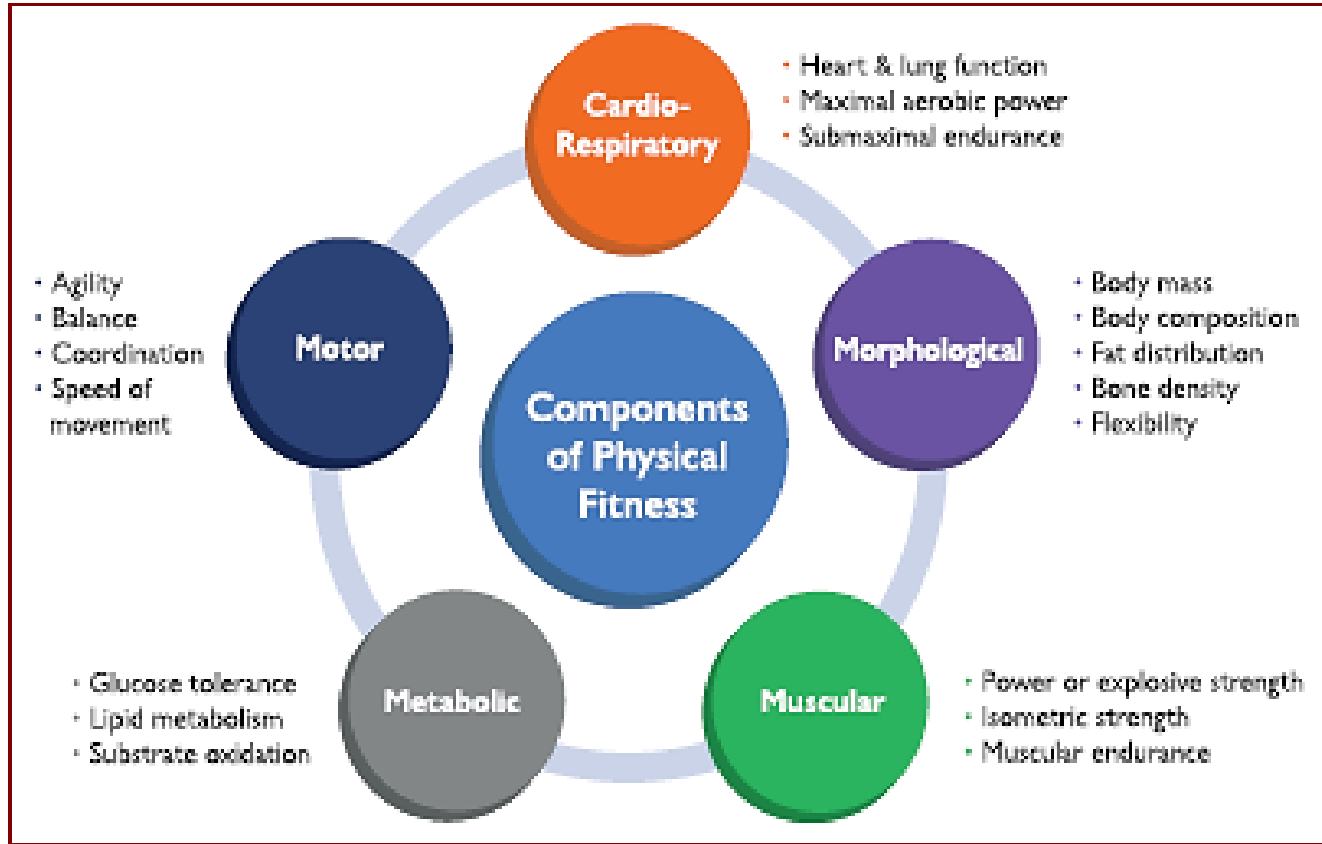 Cardio-
Respiratory
• Heart & lung function
• Maximal aerobic power
• Submaximal endurance
Morphological
• Body mass
• Body composition
• Fat distribution
• Bone density
• Flexibility
Muscular
• Power or explosive strength
• Isometric strength
• Muscular endurance
Metabolic
• Glucose tolerance
• Lipid metabolism
• Substrate oxidation
Motor
• Agility
• Balance
• Coordination
• Speed of
movement
Components
of Physical
Fitness